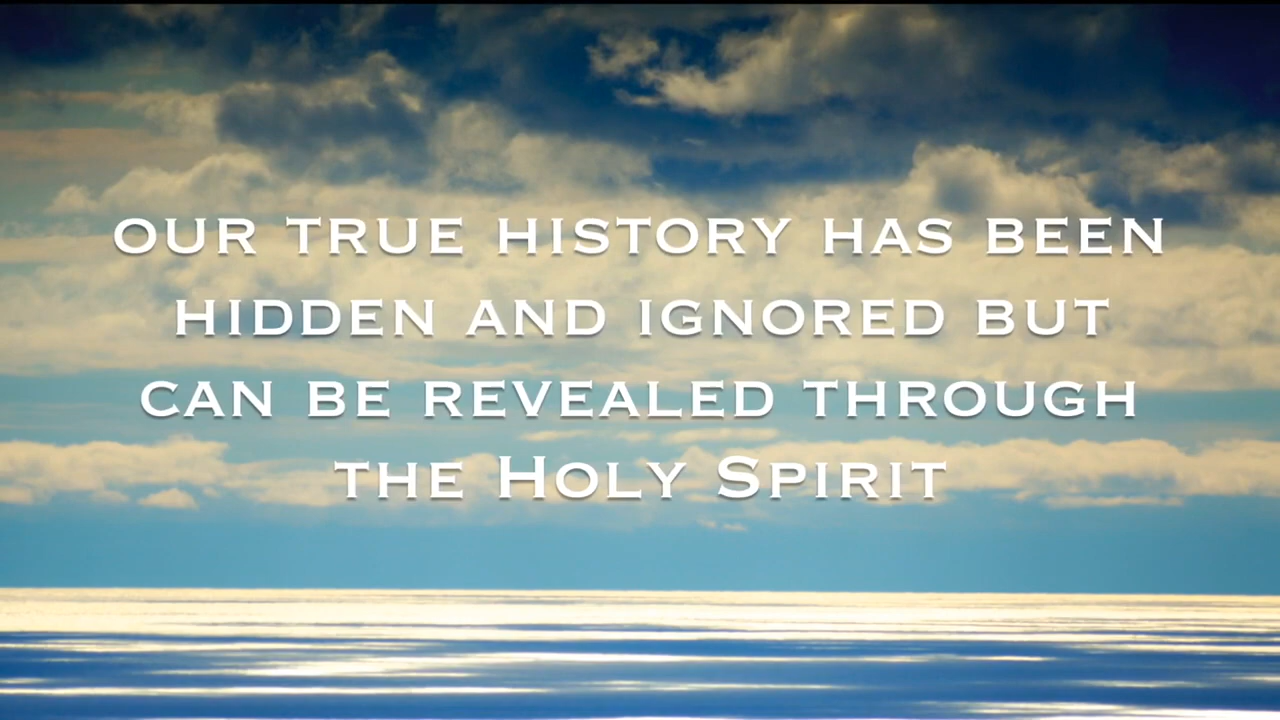 OUR TRUE HISTORY HAS BEEN
HIDDEN AND IGNORED BUT
CAN BE REVEALED THROUGH
THE HOLY SPIRIT